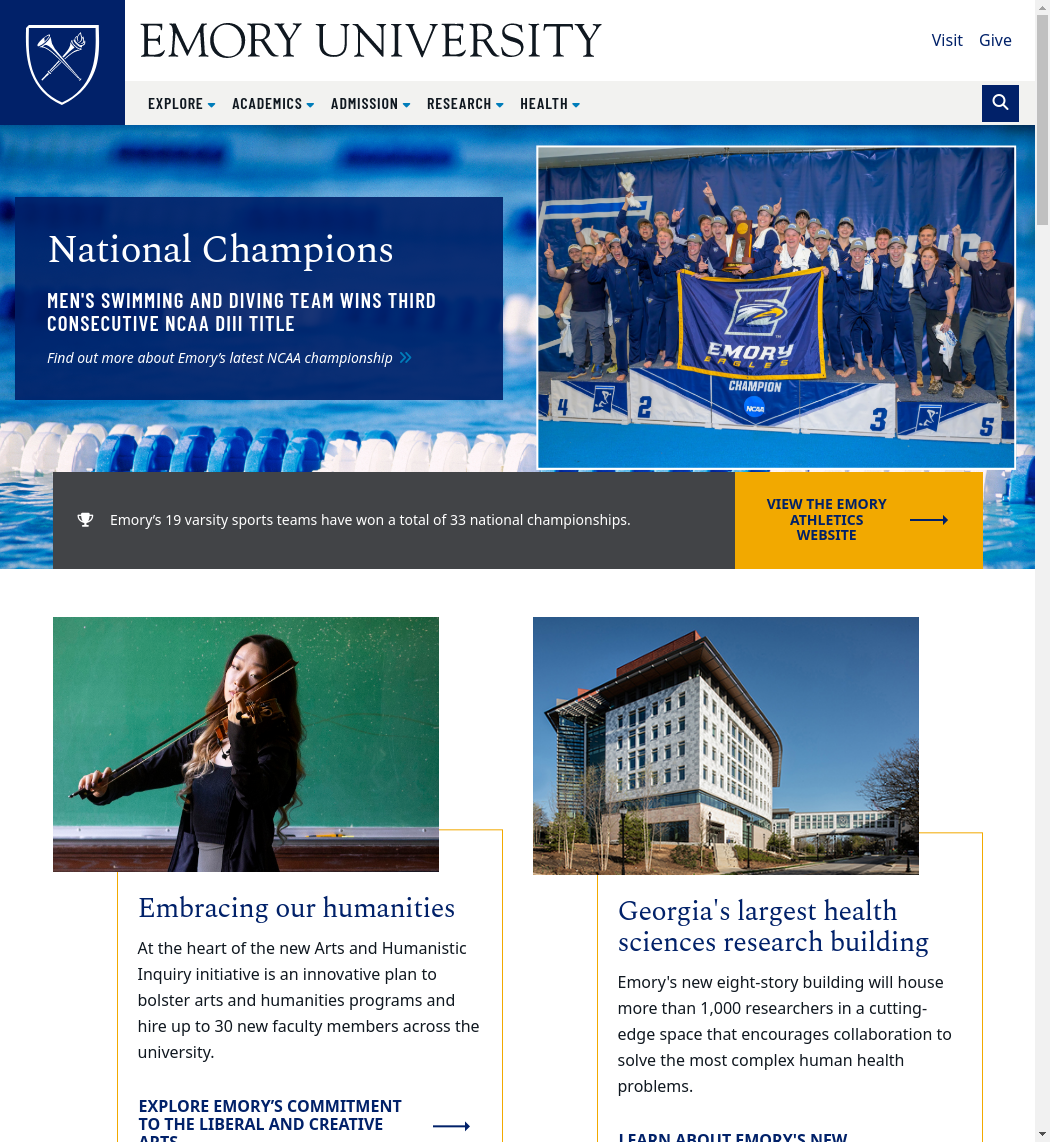 EMORY UNIVERSITY
Visit Give
EXPLORE ACADEMICS ADMISSION RESEARCH HEALTH
National Champions
MEN'S SWIMMING AND DIVING TEAM WINS THIRD
CONSECUTIVE NCAA DIII TITLE
Find out more about Emory’s latest NCAA championship
EMORY
EAGLES
CHAMPION
NCAA
4
2
3
5
Emory’s 19 varsity sports teams have won a total of 33 national championships.
VIEW THE EMORY
ATHLETICS
WEBSITE
Embracing our humanities
At the heart of the new Arts and Humanistic
Inquiry initiative is an innovative plan to
bolster arts and humanities programs and
hire up to 30 new faculty members across the
university.
EXPLORE EMORY’S COMMITMENT
TO THE LIBERAL AND CREATIVE
ARTS
Georgia's largest health
sciences research building
Emory's new eight-story building will house
more than 1,000 researchers in a cutting-
edge space that encourages collaboration to
solve the most complex human health
problems.
LEARN ABOUT EMORY'S NEW